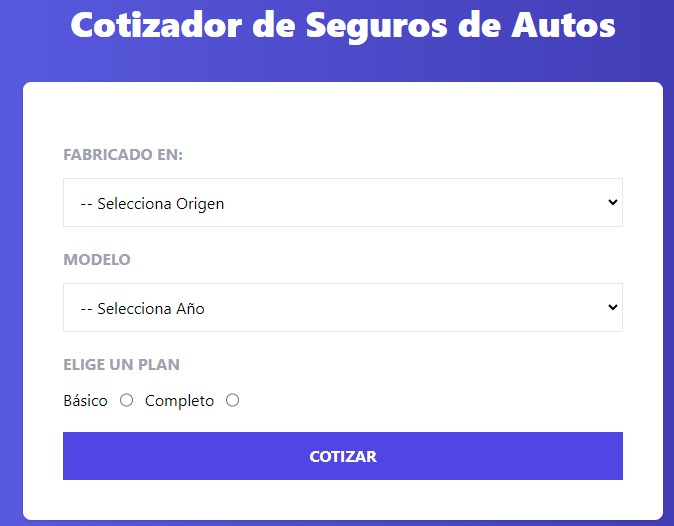 Cotizador de Seguros de Autos
FABRICADO EN:
-- Selecciona Origen
MODELO
-- Selecciona Año
ELIGE UN PLAN
Básico Completo
COTIZAR